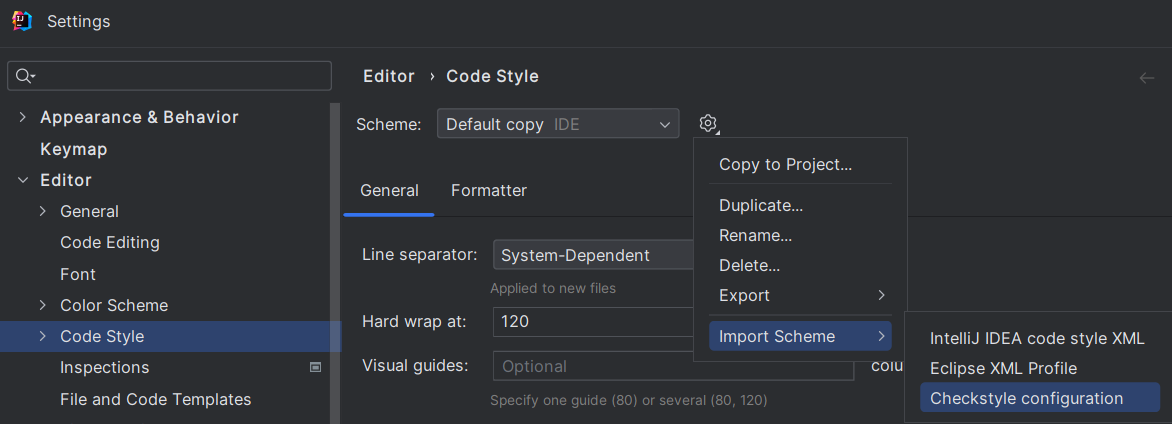 Settings
Appearance & Behavior
Keymap
Editor
General
Code Editing
Font
Color Scheme
Code Style
Inspections
File and Code Templates
Editor › Code Style
Scheme: Default copy IDE
General Formatter
Line separator: System-Dependent
Applied to new files
Hard wrap at: 120
Visual guides: Optional colu
Specify one guide (80) or several (80, 120)
Copy to Project...
Duplicate...
Rename...
Delete...
Export
Import Scheme
IntelliJ IDEA code style XML
Eclipse XML Profile
Checkstyle configuration